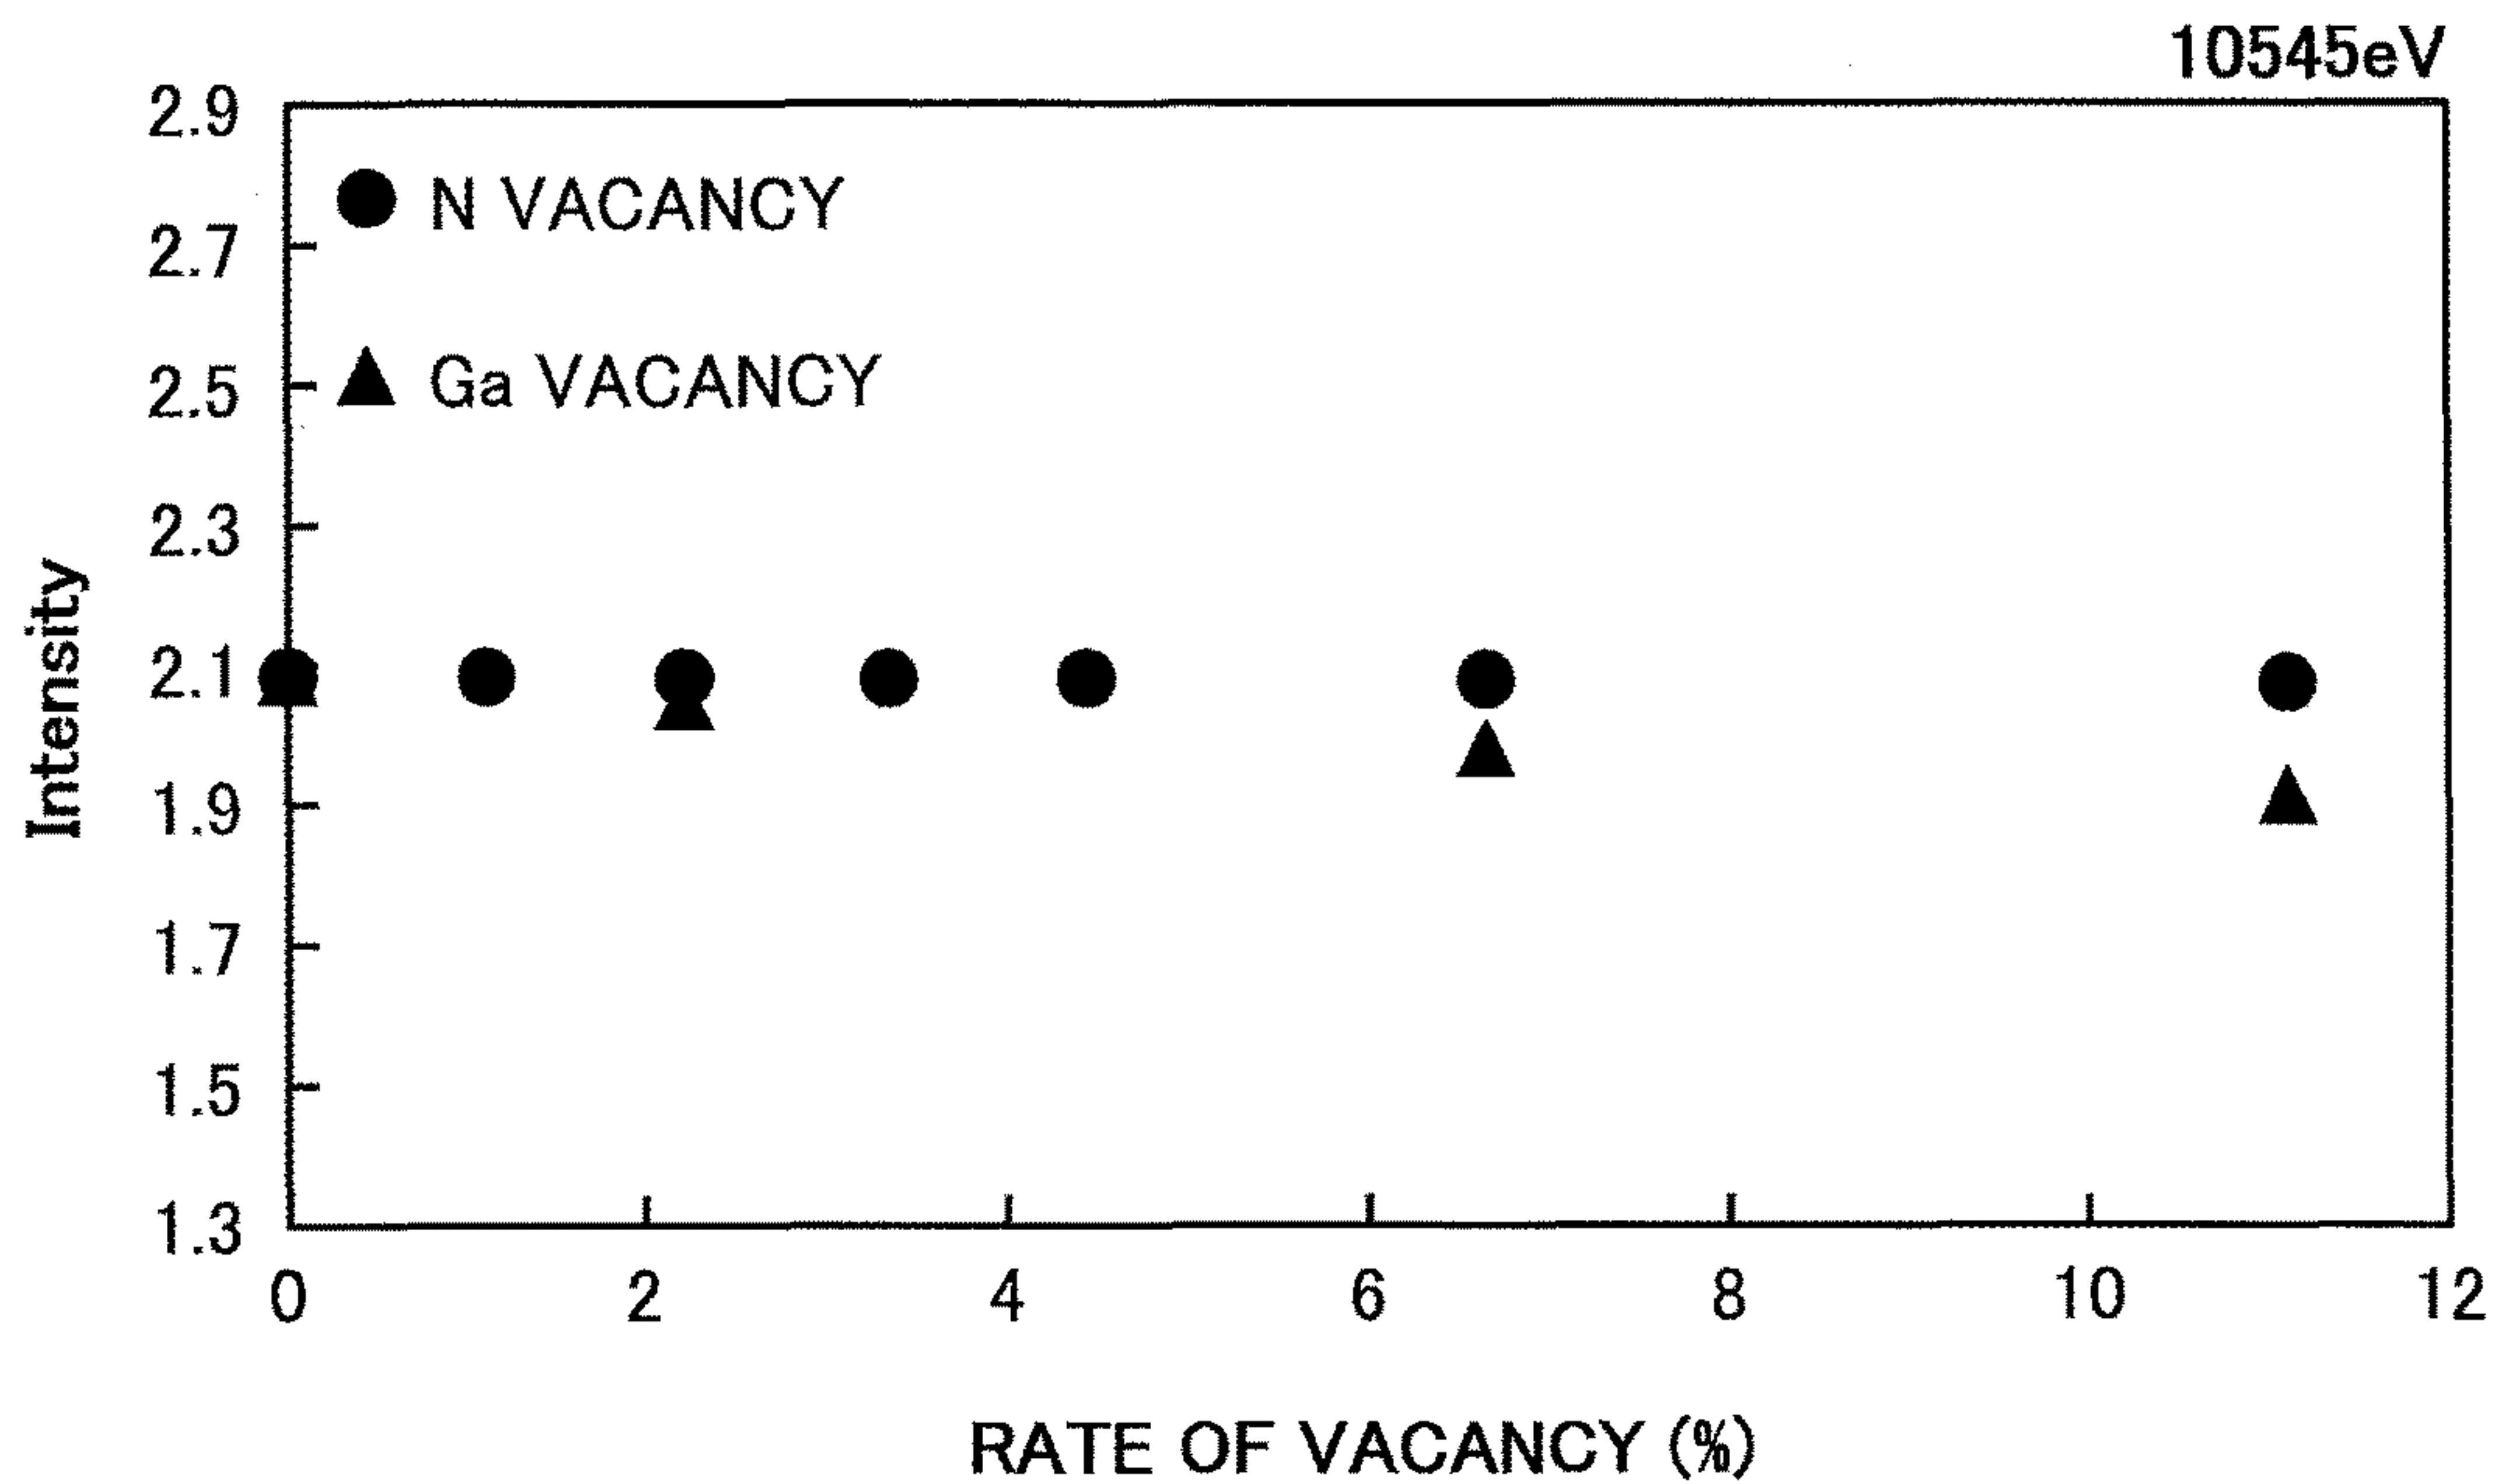 10545eV
2.9
N VACANCY
2.7
Ga VACANCY
2.5
2.3
2.1
1.9
1.7
1.5
1.3
Intensity
0 2 4 6 8 10 12
RATE OF VACANCY (%)